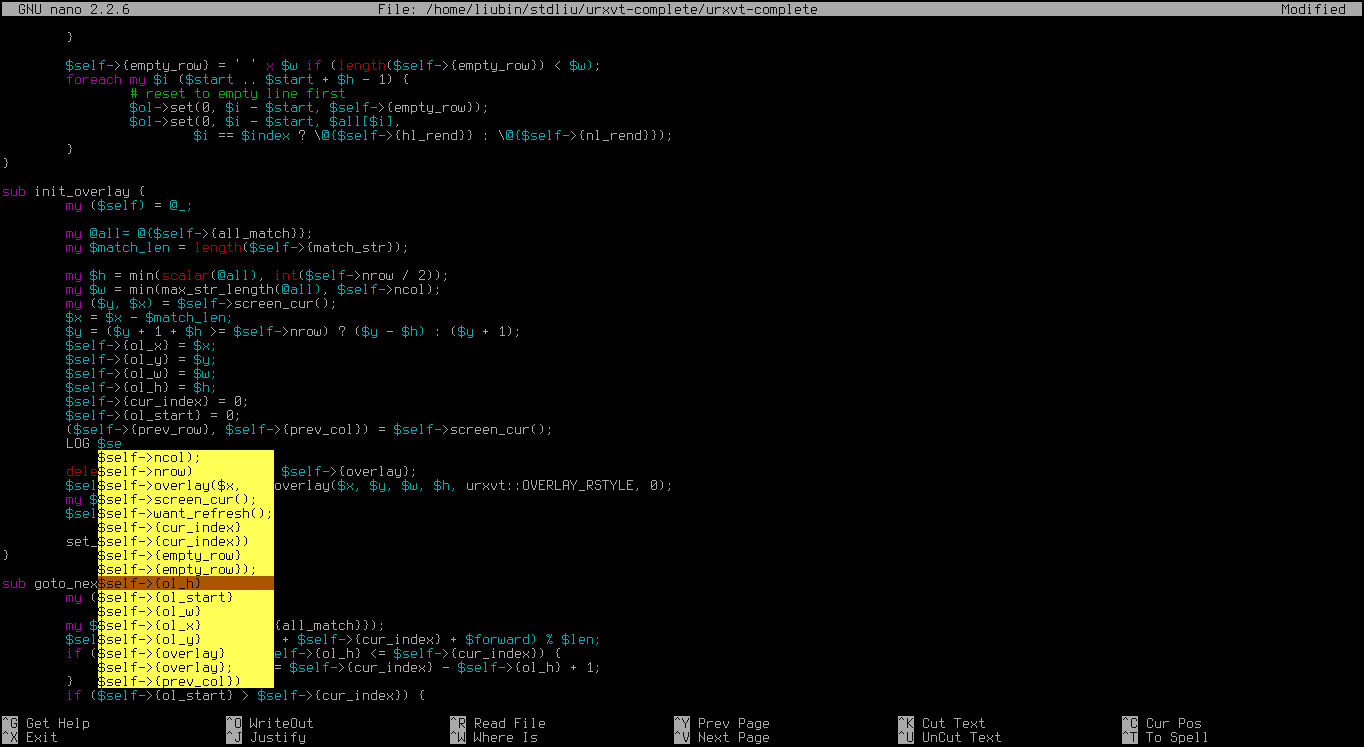 GNU nano 2.2.6 File: /home/liubin/stdliu/urxvt-complete/urxvt-complete Modified
}
$self->{empty_row} = ' ' x $w if (length($self->{empty_row}) < $w);
foreach my $i ($start .. $start + $h - 1) {
# reset to empty line first
$ol->set(0, $i - $start, $self->{empty_row});
$ol->set(0, $i - $start, $all[$i],
$i == $index ? \@{$self->{hl_rend}} : \@{$self->{nl_rend}});
}
}
sub init_overlay {
my ($self) = @_;
my @all= @{$self->{all_match}};
my $match_len = length($self->{match_str});
my $h = min(scalar(@all), int($self->nrow / 2));
my $w = min(max_str_length(@all), $self->ncol);
my ($y, $x) = $self->screen_cur();
$x = $x - $match_len;
$y = ($y + 1 + $h >= $self->nrow) ? ($y - $h) : ($y + 1);
$self->{ol_x} = $x;
$self->{ol_y} = $y;
$self->{ol_w} = $w;
$self->{ol_h} = $h;
$self->{cur_index} = 0;
$self->{ol_start} = 0;
($self->{prev_row}, $self->{prev_col}) = $self->screen_cur();
LOG $se
$self->ncol);
dele$self->nrow) $self->{overlay};
$sel$self->overlay($x, overlay($x, $y, $w, $h, urxvt::OVERLAY_RSTYLE, 0);
my $$self->screen_cur();
$sel$self->want_refresh();
$self->{cur_index}
set_$self->{cur_index})
} $self->{empty_row}
$self->{empty_row});
sub goto_nex$self->{ol_h}
my ($self->{ol_start}
$self->{ol_w}
my $$self->{ol_x} {all_match}});
$sel$self->{ol_y} + $self->{cur_index} + $forward) % $len;
if ($self->{overlay} elf->{ol_h} <= $self->{cur_index}) {
$self->{overlay}; = $self->{cur_index} - $self->{ol_h} + 1;
} $self->{prev_col})
if ($self->{ol_start} > $self->{cur_index}) {
^G Get Help ^O WriteOut ^R Read File ^Y Prev Page ^K Cut Text ^C Cur Pos
^X Exit ^J Justify ^W Where Is ^V Next Page ^U UnCut Text ^T To Spell